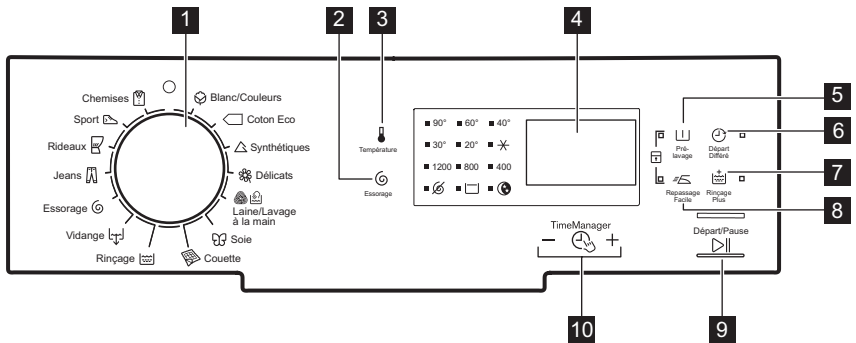 1
2
3
4
5
6
7
8
9
10
Chemises
Sport
Rideaux
Jeans
Essorage
Vidange
Rinçage
Blanc/Couleurs
Coton Eco
Synthétiques
Délicats
Laine/Lavage
à la main
Soie
Couette
Température
Essorage
90° 60° 40°
30° 20°
1200 800 400
TimeManager
− +
Pré-
lavage
Départ
Différé
Repassage
Facile
Rinçage
Plus
Départ/Pause